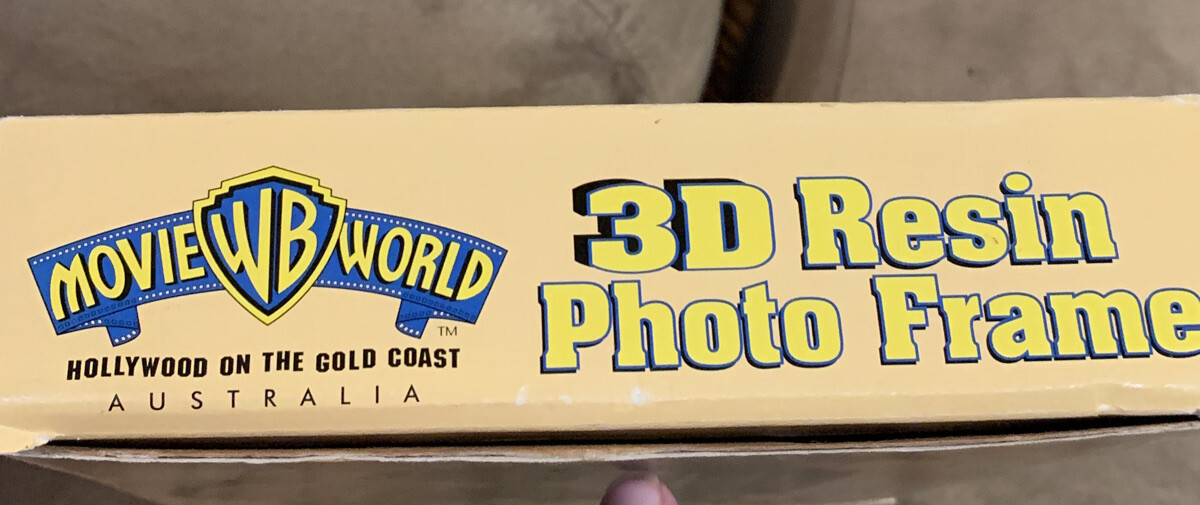 MOVIE WB WORLD
TM
HOLLYWOOD ON THE GOLD COAST
AUSTRALIA
3D Resin
Photo Frame